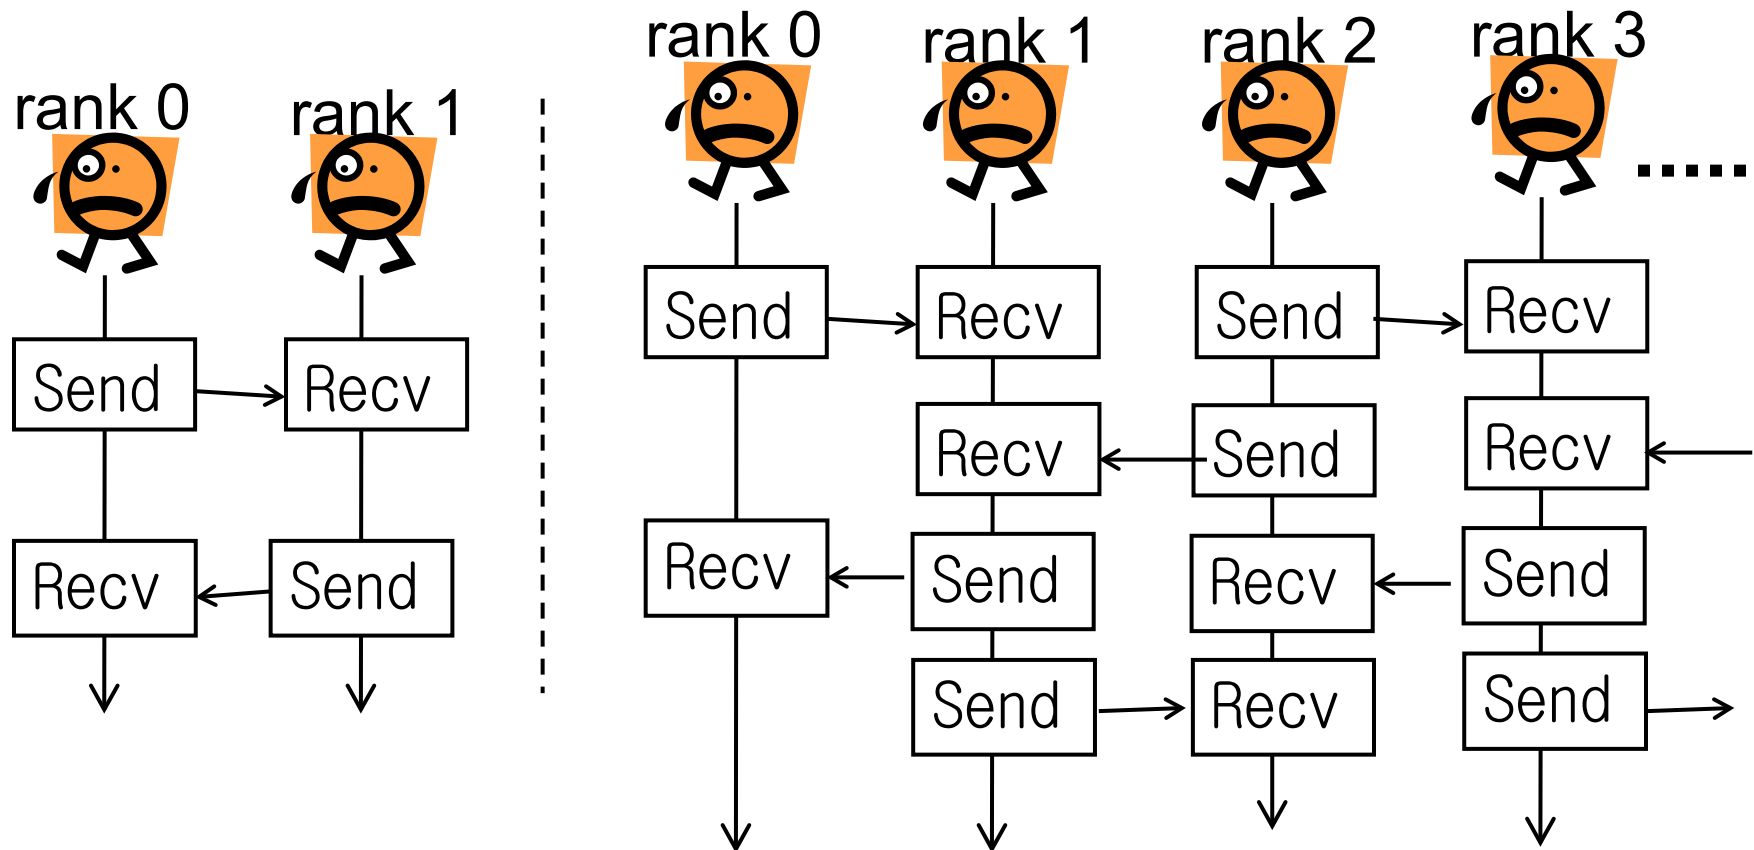 rank 0
rank 1
Send
Recv
Recv
Send
rank 0
rank 1
rank 2
rank 3
Send
Recv
Send
Recv
Recv
Send
Recv
Recv
Send
Recv
Send
Send
Recv
Send